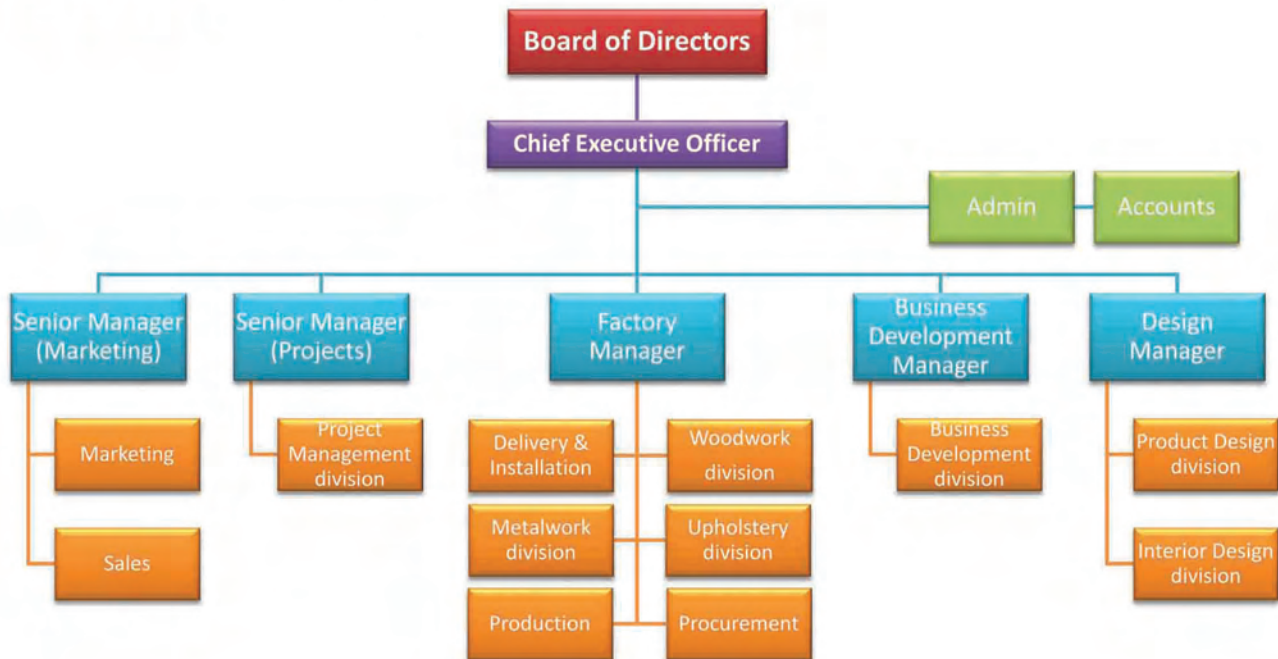 Board of Directors
Chief Executive Officer
Admin
Accounts
Senior Manager
(Marketing)
Senior Manager
(Projects)
Factory
Manager
Business
Development
Manager
Design
Manager
Marketing
Sales
Project
Management
division
Delivery &
Installation
Woodwork
division
Metalwork
division
Upholstery
division
Production
Procurement
Business
Development
division
Product Design
division
Interior Design
division